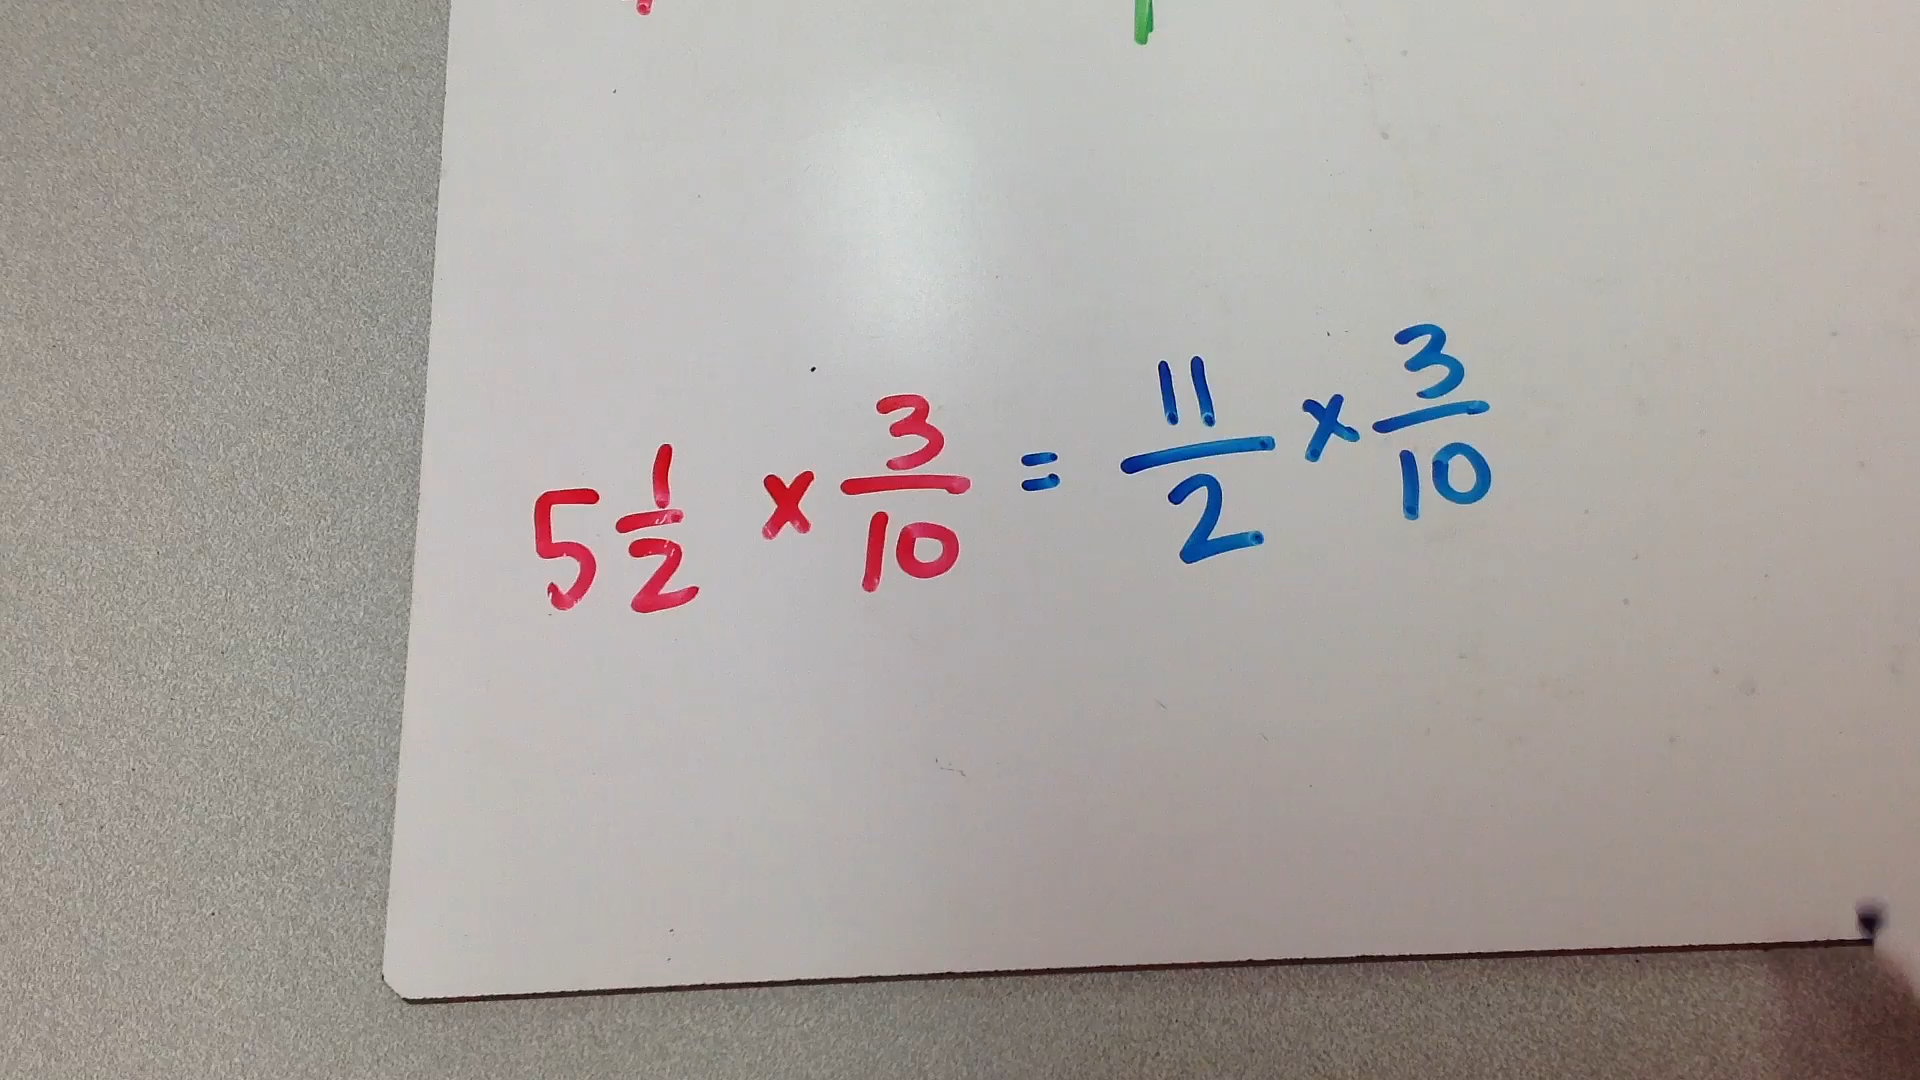 5 1/2 x 3/10 = 11/2 x 3/10